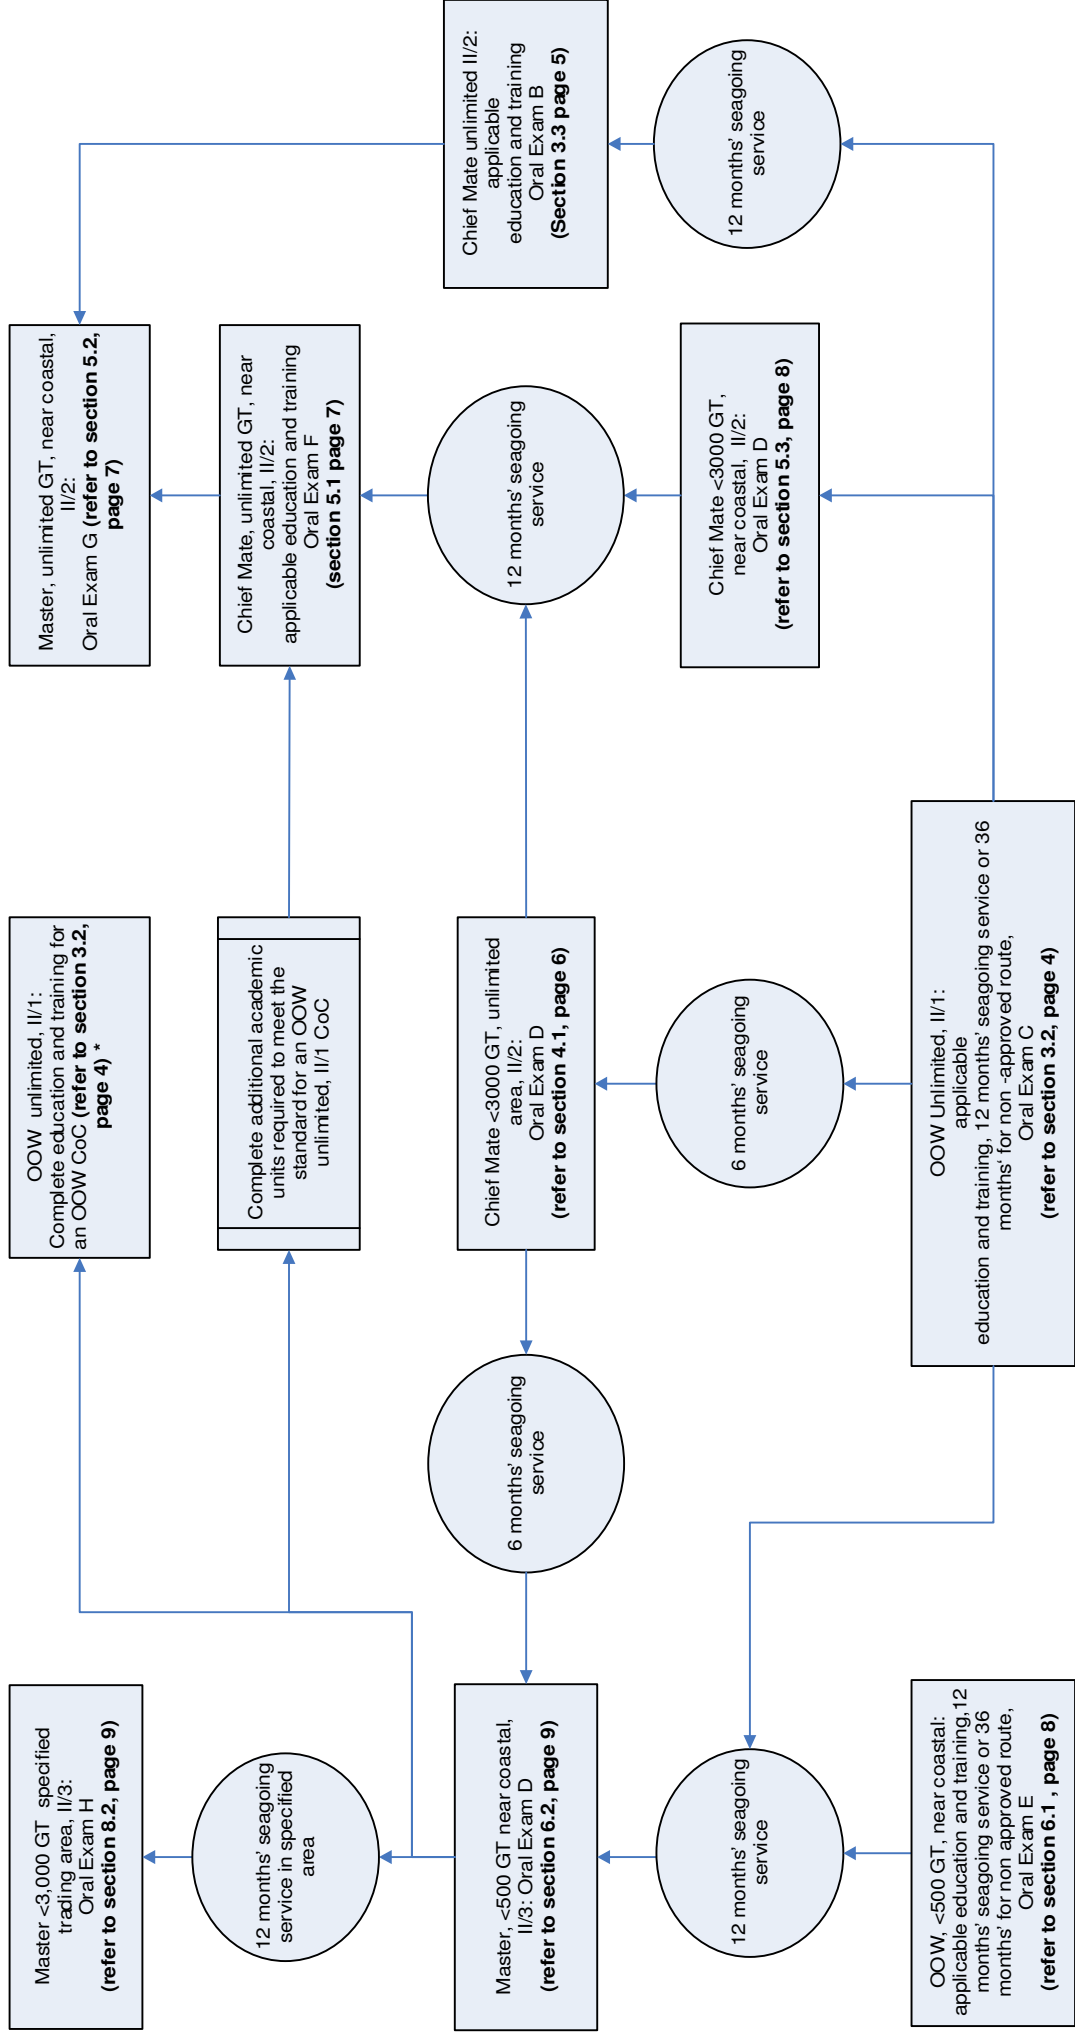 Master <3,000 GT  specified
trading area, II/3:
Oral Exam H
(refer to section 8.2, page 9)
12 months' seagoing
service in specified
area
Master, <500 GT near coastal,
II/3: Oral Exam D
(refer to section 6.2, page 9)
12 months' seagoing
service
OOW, <500 GT, near coastal:
applicable education and training,12
months' seagoing service or 36
months' for non approved route,
Oral Exam E
(refer to section 6.1 , page 8)
6 months' seagoing
service
OOW  unlimited, II/1:
Complete education and training for
an OOW CoC (refer to section 3.2,
page 4) *
Complete additional academic
units required to meet the
standard for an OOW
unlimited, II/1 CoC
Chief Mate <3000 GT, unlimited
area, II/2:
Oral Exam D
(refer to section 4.1, page 6)
6 months' seagoing
service
OOW Unlimited, II/1:
applicable
education and training, 12 months' seagoing service or 36
months' for non -approved route,
Oral Exam C
(refer to section 3.2, page 4)
Master, unlimited GT, near coastal,
II/2:
Oral Exam G (refer to section 5.2,
page 7)
Chief Mate, unlimited GT, near
coastal, II/2:
applicable education and training
Oral Exam F
(section 5.1 page 7)
12 months' seagoing
service
Chief Mate <3000 GT,
near coastal,  II/2:
Oral Exam D
(refer to section 5.3, page 8)
Chief Mate unlimited II/2:
applicable
education and training
Oral Exam B
(Section 3.3 page 5)
12 months' seagoing
service